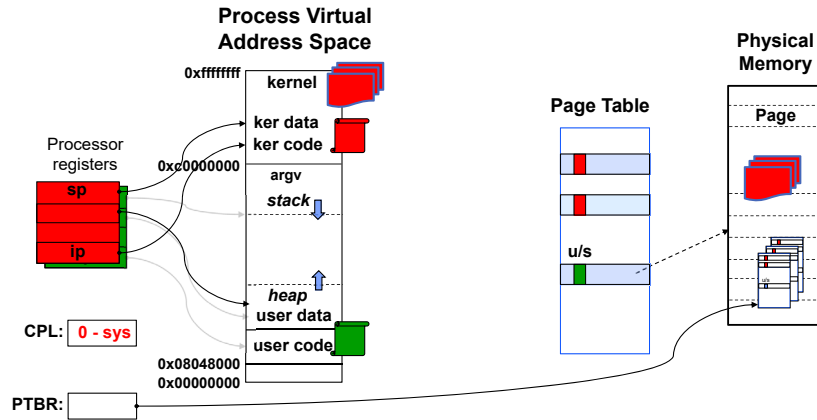 Process Virtual
Address Space
Physical
Memory
0xffffffff
kernel
Page Table
Page
ker data
ker code
Processor
registers
0xc0000000
argv
sp
stack
ip
u/s
u/s
heap
user data
CPL:
0 - sys
user code
0x08048000
0x00000000
PTBR: